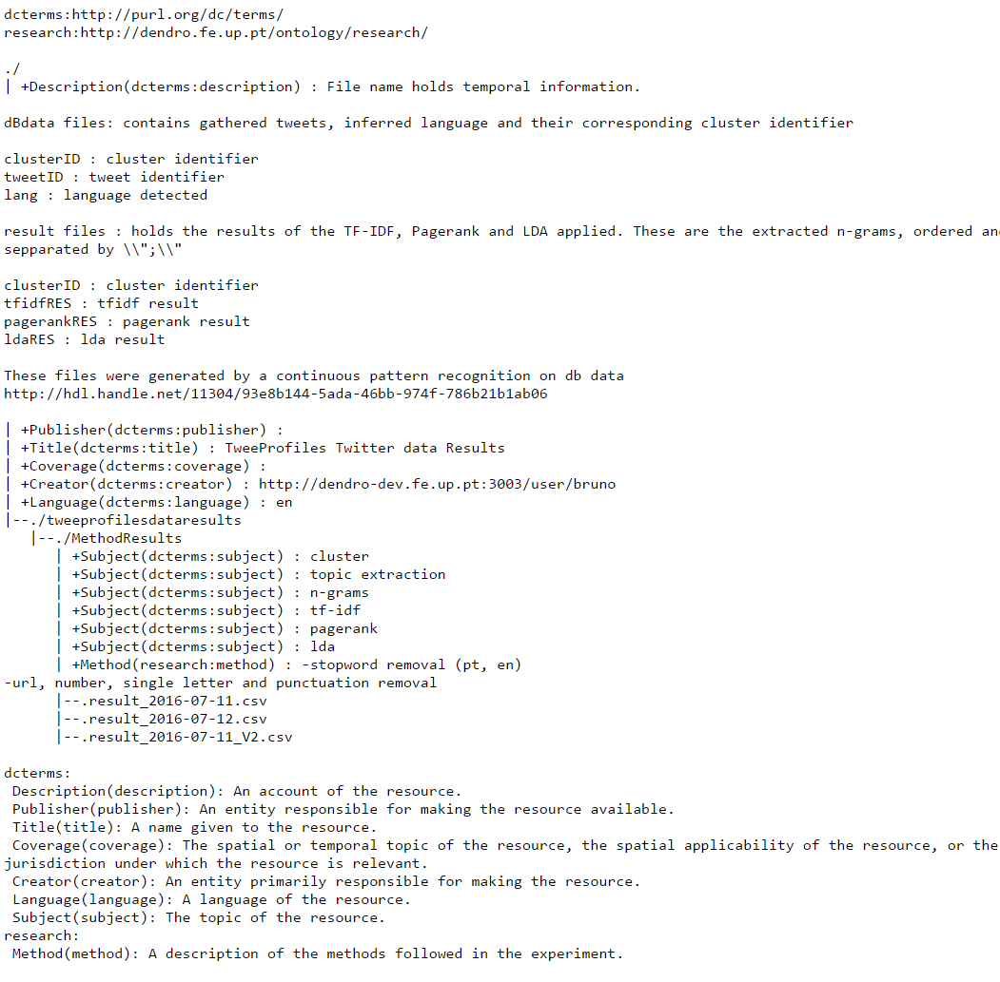 dcterms:http://purl.org/dc/terms/
research:http://dendro.fe.up.pt/ontology/research/
./
| +Description(dcterms:description) : File name holds temporal information.
dBdata files: contains gathered tweets, inferred language and their corresponding cluster identifier
clusterID : cluster identifier
tweetID : tweet identifier
lang : language detected
result files : holds the results of the TF-IDF, Pagerank and LDA applied. These are the extracted n-grams, ordered and
sepparated by \\";\\"
clusterID : cluster identifier
tfidfRES : tfidf result
pagerankRES : pagerank result
ldaRES : lda result
These files were generated by a continuous pattern recognition on db data
http://hdl.handle.net/11304/93e8b144-5ada-46bb-974f-786b21b1ab06
| +Publisher(dcterms:publisher) :
| +Title(dcterms:title) : TweeProfiles Twitter data Results
| +Coverage(dcterms:coverage) :
| +Creator(dcterms:creator) : http://dendro-dev.fe.up.pt:3003/user/bruno
| +Language(dcterms:language) : en
|--./tweeprofilesdataresults
|--./MethodResults
| +Subject(dcterms:subject) : cluster
| +Subject(dcterms:subject) : topic extraction
| +Subject(dcterms:subject) : n-grams
| +Subject(dcterms:subject) : tf-idf
| +Subject(dcterms:subject) : pagerank
| +Subject(dcterms:subject) : lda
| +Method(research:method) : -stopword removal (pt, en)
-url, number, single letter and punctuation removal
|--.result_2016-07-11.csv
|--.result_2016-07-12.csv
|--.result_2016-07-11_V2.csv
dcterms:
Description(description): An account of the resource.
Publisher(publisher): An entity responsible for making the resource available.
Title(title): A name given to the resource.
Coverage(coverage): The spatial or temporal topic of the resource, the spatial applicability of the resource, or the
jurisdiction under which the resource is relevant.
Creator(creator): An entity primarily responsible for making the resource.
Language(language): A language of the resource.
Subject(subject): The topic of the resource.
research:
Method(method): A description of the methods followed in the experiment.